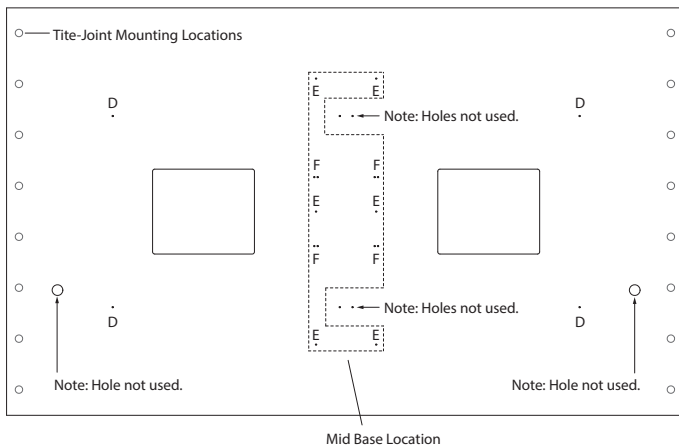 Tite-Joint Mounting Locations
E E
D D
Note: Holes not used.
F F
E E
F F
Note: Holes not used.
D D
E E
Note: Hole not used. Note: Hole not used.
Mid Base Location